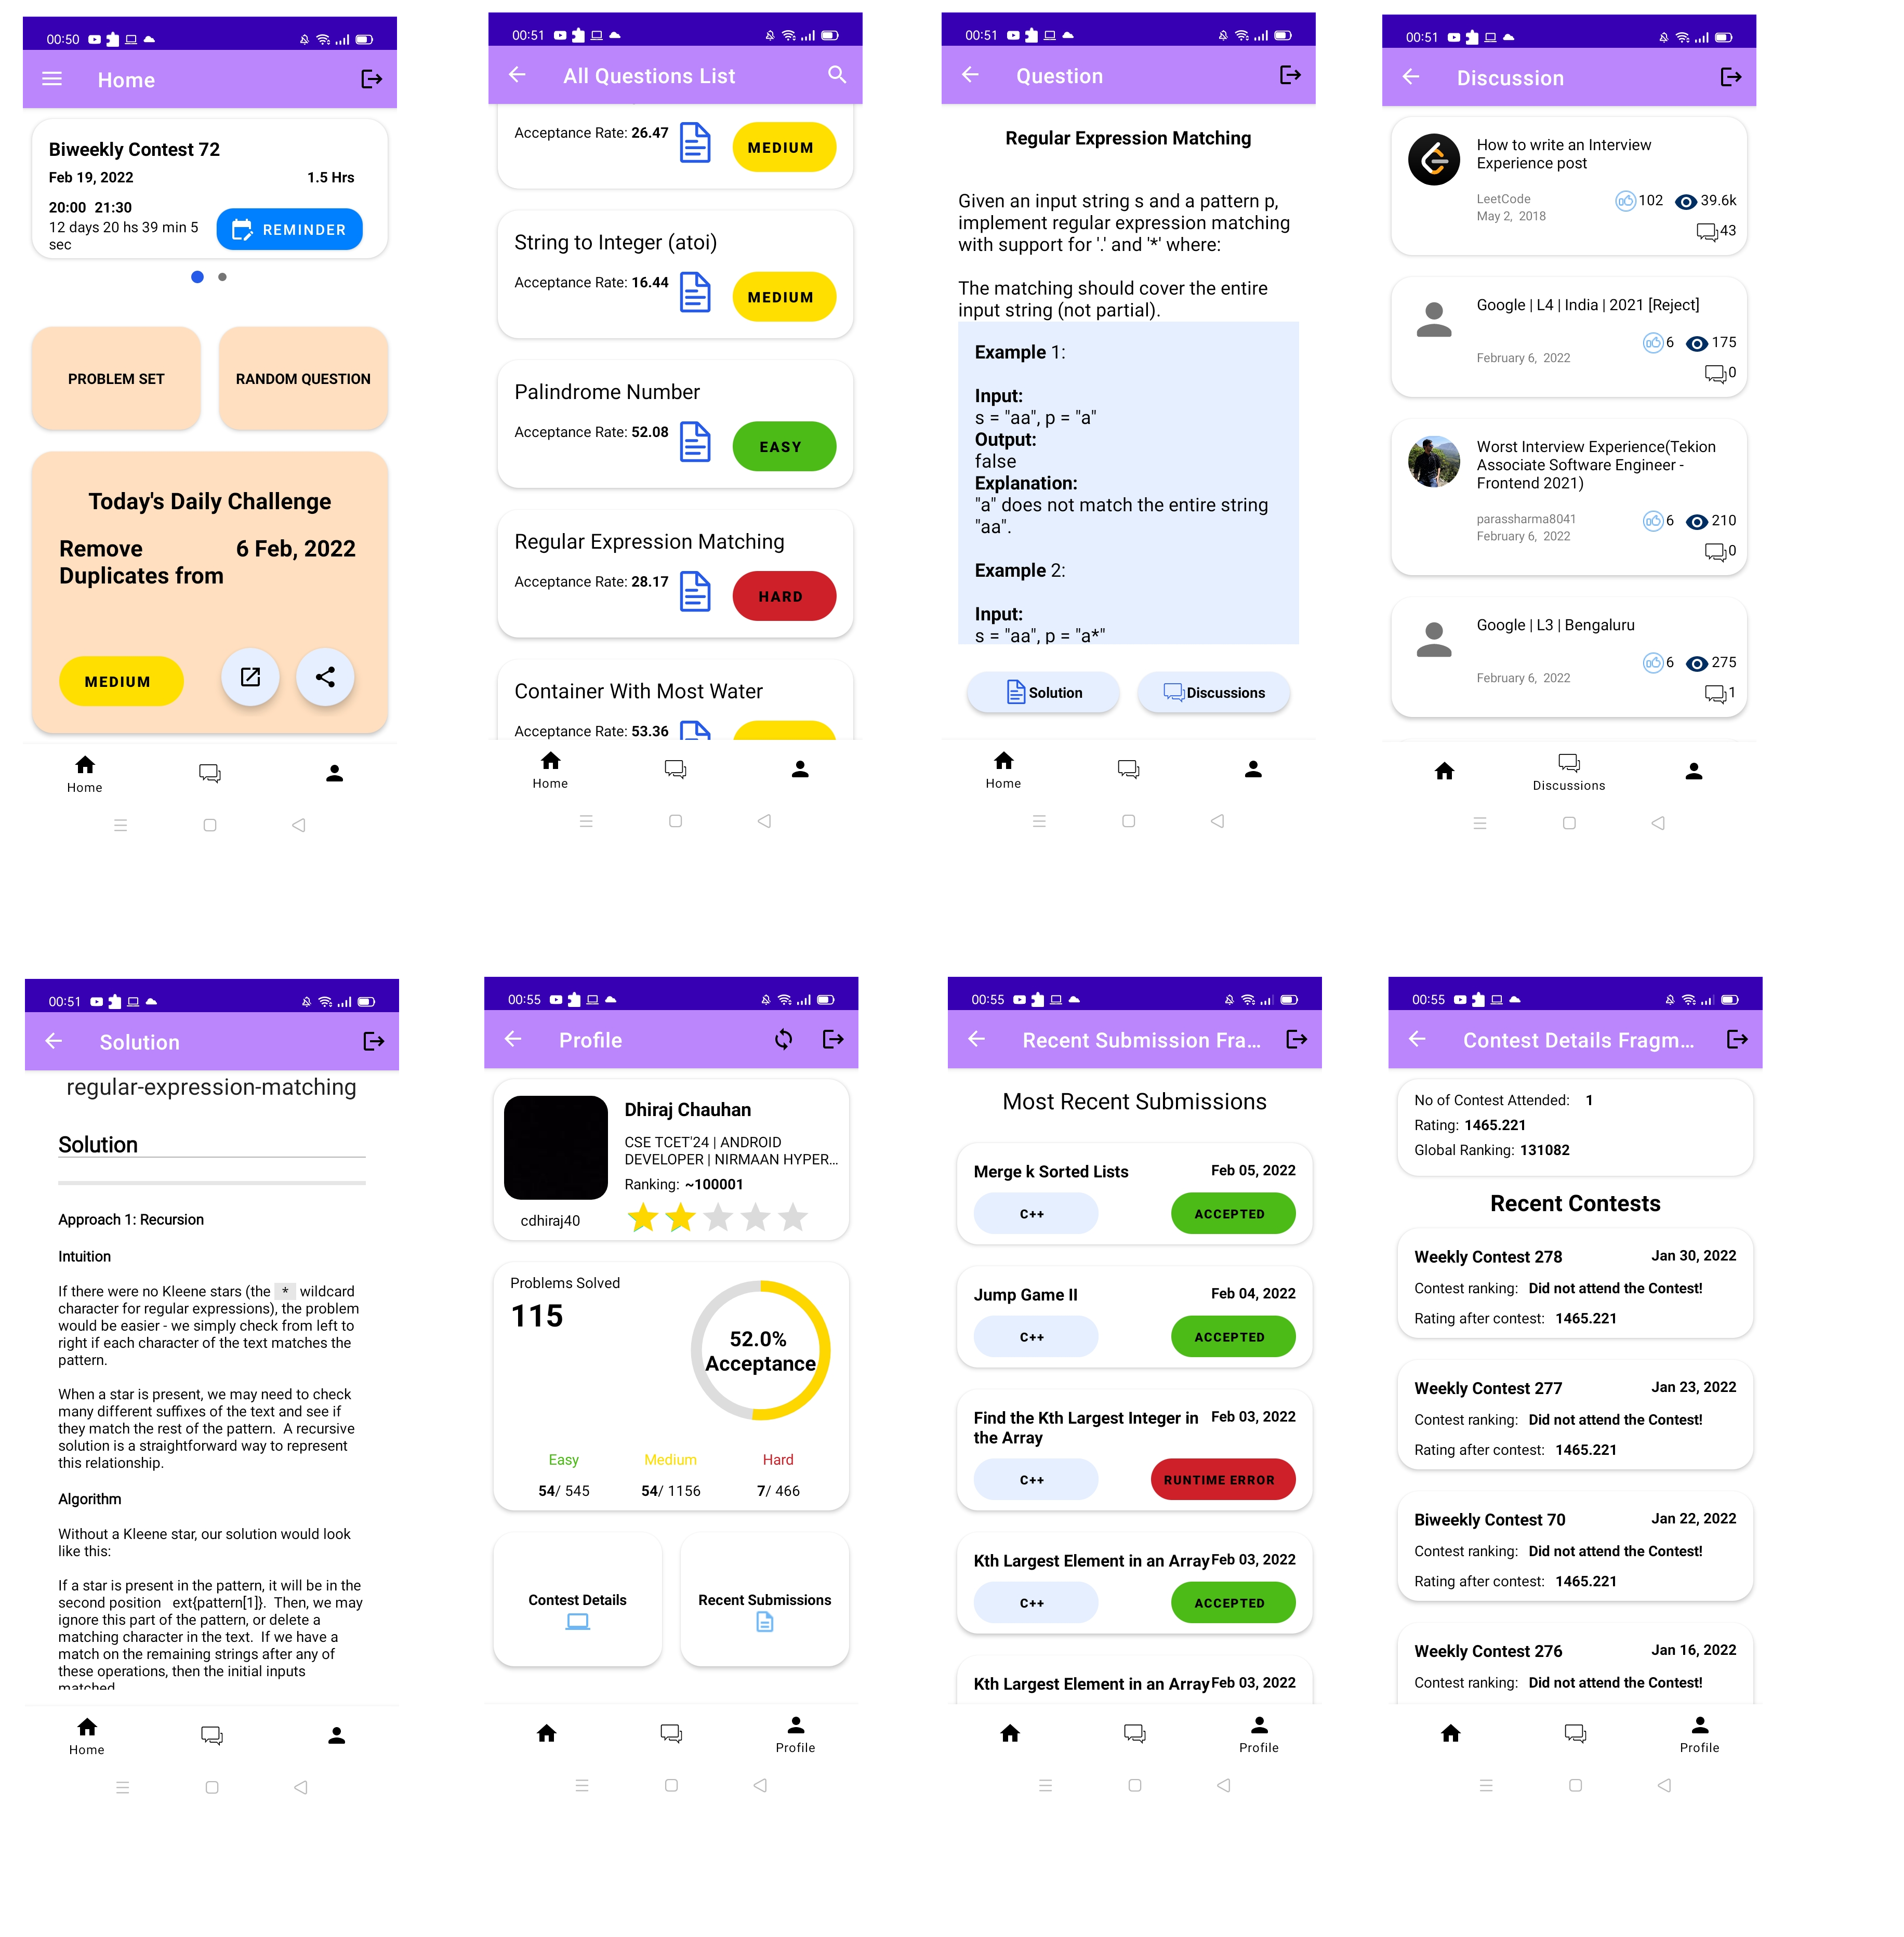 00:50
Home
Biweekly Contest 72
Feb 19, 2022 1.5 Hrs
20:00 21:30
12 days 20 hs 39 min 5
sec
REMINDER
PROBLEM SET
RANDOM QUESTION
Today's Daily Challenge
Remove 6 Feb, 2022
Duplicates from
MEDIUM
Home
00:51
All Questions List
Acceptance Rate: 26.47
MEDIUM
String to Integer (atoi)
Acceptance Rate: 16.44
MEDIUM
Palindrome Number
Acceptance Rate: 52.08
EASY
Regular Expression Matching
Acceptance Rate: 28.17
HARD
Container With Most Water
Acceptance Rate: 53.36
Home
00:51
Question
Regular Expression Matching
Given an input string s and a pattern p,
implement regular expression matching
with support for '.' and '*' where:
The matching should cover the entire
input string (not partial).
Example 1:
Input:
s = "aa", p = "a"
Output:
false
Explanation:
"a" does not match the entire string
"aa".
Example 2:
Input:
s = "aa", p = "a*"
Solution
Discussions
Home
00:51
Discussion
How to write an Interview
Experience post
LeetCode
May 2, 2018
102 39.6k
43
Google | L4 | India | 2021 [Reject]
6 175
February 6, 2022
0
Worst Interview Experience(Tekion
Associate Software Engineer -
Frontend 2021)
parassharma8041
February 6, 2022
6 210
0
Google | L3 | Bengaluru
6 275
February 6, 2022
1
Discussions
00:51
Solution
regular-expression-matching
Solution
Approach 1: Recursion
Intuition
If there were no Kleene stars (the * wildcard
character for regular expressions), the problem
would be easier - we simply check from left to
right if each character of the text matches the
pattern.
When a star is present, we may need to check
many different suffixes of the text and see if
they match the rest of the pattern. A recursive
solution is a straightforward way to represent
this relationship.
Algorithm
Without a Kleene star, our solution would look
like this:
If a star is present in the pattern, it will be in the
second position ext{pattern[1]}. Then, we may
ignore this part of the pattern, or delete a
matching character in the text. If we have a
match on the remaining strings after any of
these operations, then the initial inputs
matched
Home
00:55
Profile
Dhiraj Chauhan
CSE TCET'24 | ANDROID
DEVELOPER | NIRMAAN HYPER...
Ranking: ~100001
cdhiraj40
Problems Solved
115
52.0%
Acceptance
Easy Medium Hard
54/ 545 54/ 1156 7/ 466
Contest Details
Recent Submissions
Profile
00:55
Recent Submission Fra...
Most Recent Submissions
Merge k Sorted Lists Feb 05, 2022
C++ ACCEPTED
Jump Game II Feb 04, 2022
C++ ACCEPTED
Find the Kth Largest Integer in Feb 03, 2022
the Array
C++ RUNTIME ERROR
Kth Largest Element in an Array Feb 03, 2022
C++ ACCEPTED
Kth Largest Element in an Array Feb 03, 2022
Profile
00:55
Contest Details Fragm...
No of Contest Attended: 1
Rating: 1465.221
Global Ranking: 131082
Recent Contests
Weekly Contest 278 Jan 30, 2022
Contest ranking: Did not attend the Contest!
Rating after contest: 1465.221
Weekly Contest 277 Jan 23, 2022
Contest ranking: Did not attend the Contest!
Rating after contest: 1465.221
Biweekly Contest 70 Jan 22, 2022
Contest ranking: Did not attend the Contest!
Rating after contest: 1465.221
Weekly Contest 276 Jan 16, 2022
Contest ranking: Did not attend the Contest!
Profile